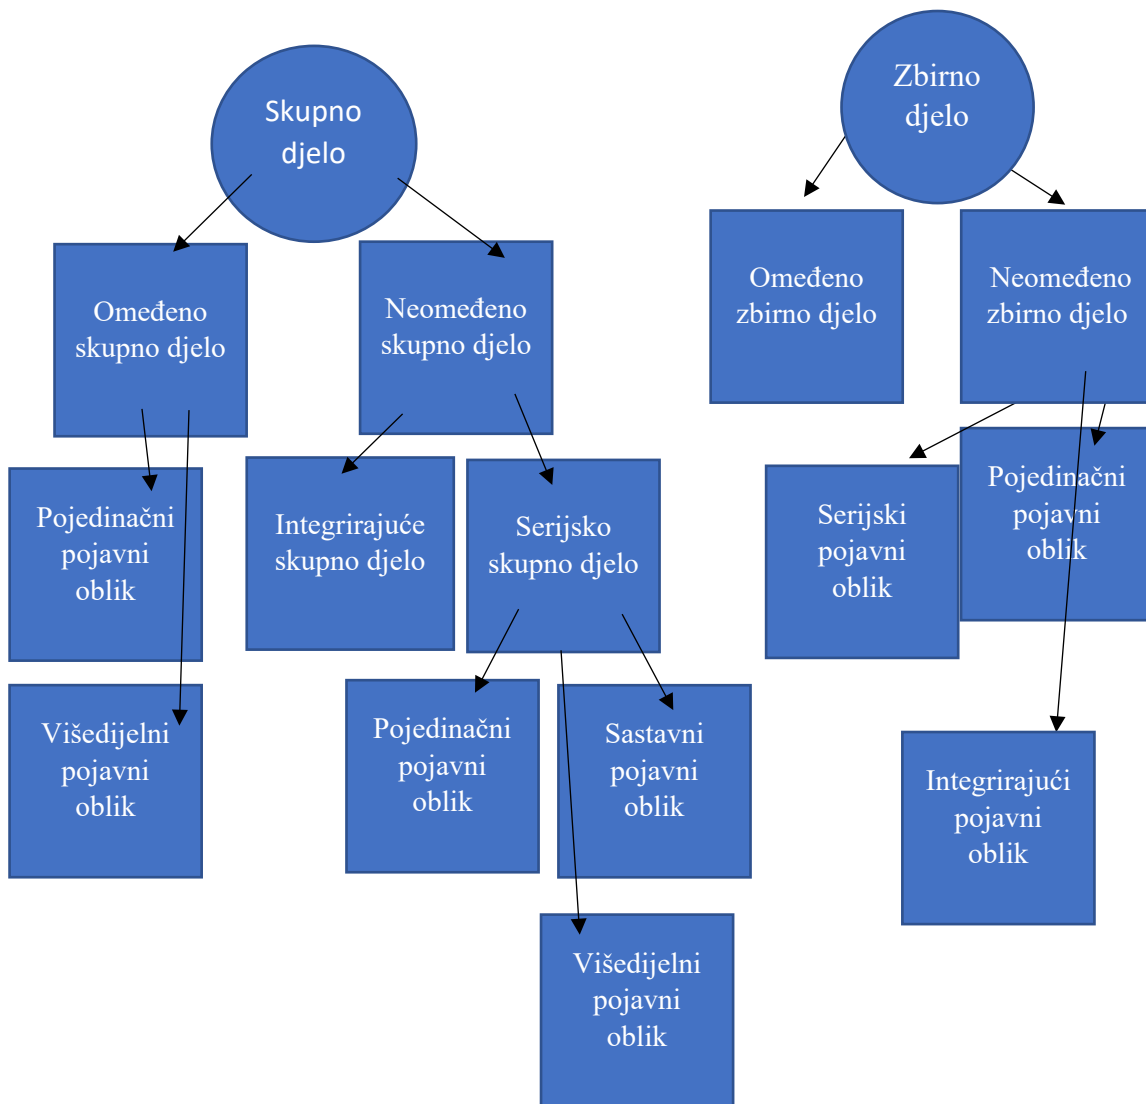 Skupno
djelo
Zbirno
djelo
Omeđeno
skupno djelo
Neomeđeno
skupno djelo
Omeđeno
zbirno djelo
Neomeđeno
zbirno djelo
Pojedinačni
pojavni
oblik
Integrirajuće
skupno djelo
Serijsko
skupno djelo
Serijski
pojavni
oblik
Pojedinačni
pojavni
oblik
Višedijelni
pojavni
oblik
Pojedinačni
pojavni
oblik
Sastavni
pojavni
oblik
Integrirajući
pojavni
oblik
Višedijelni
pojavni
oblik